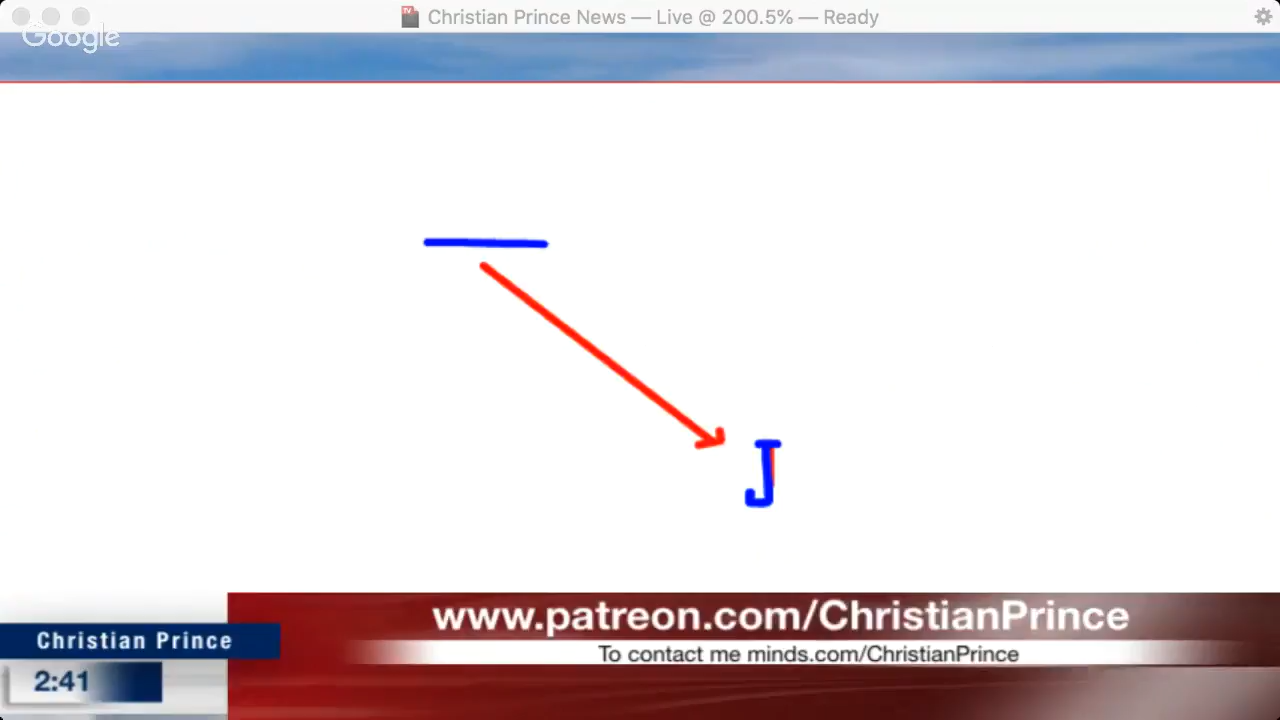 Christian Prince News — Live @ 200.5% — Ready
Google
J
www.patreon.com/ChristianPrince
Christian Prince
To contact me minds.com/ChristianPrince
2:41